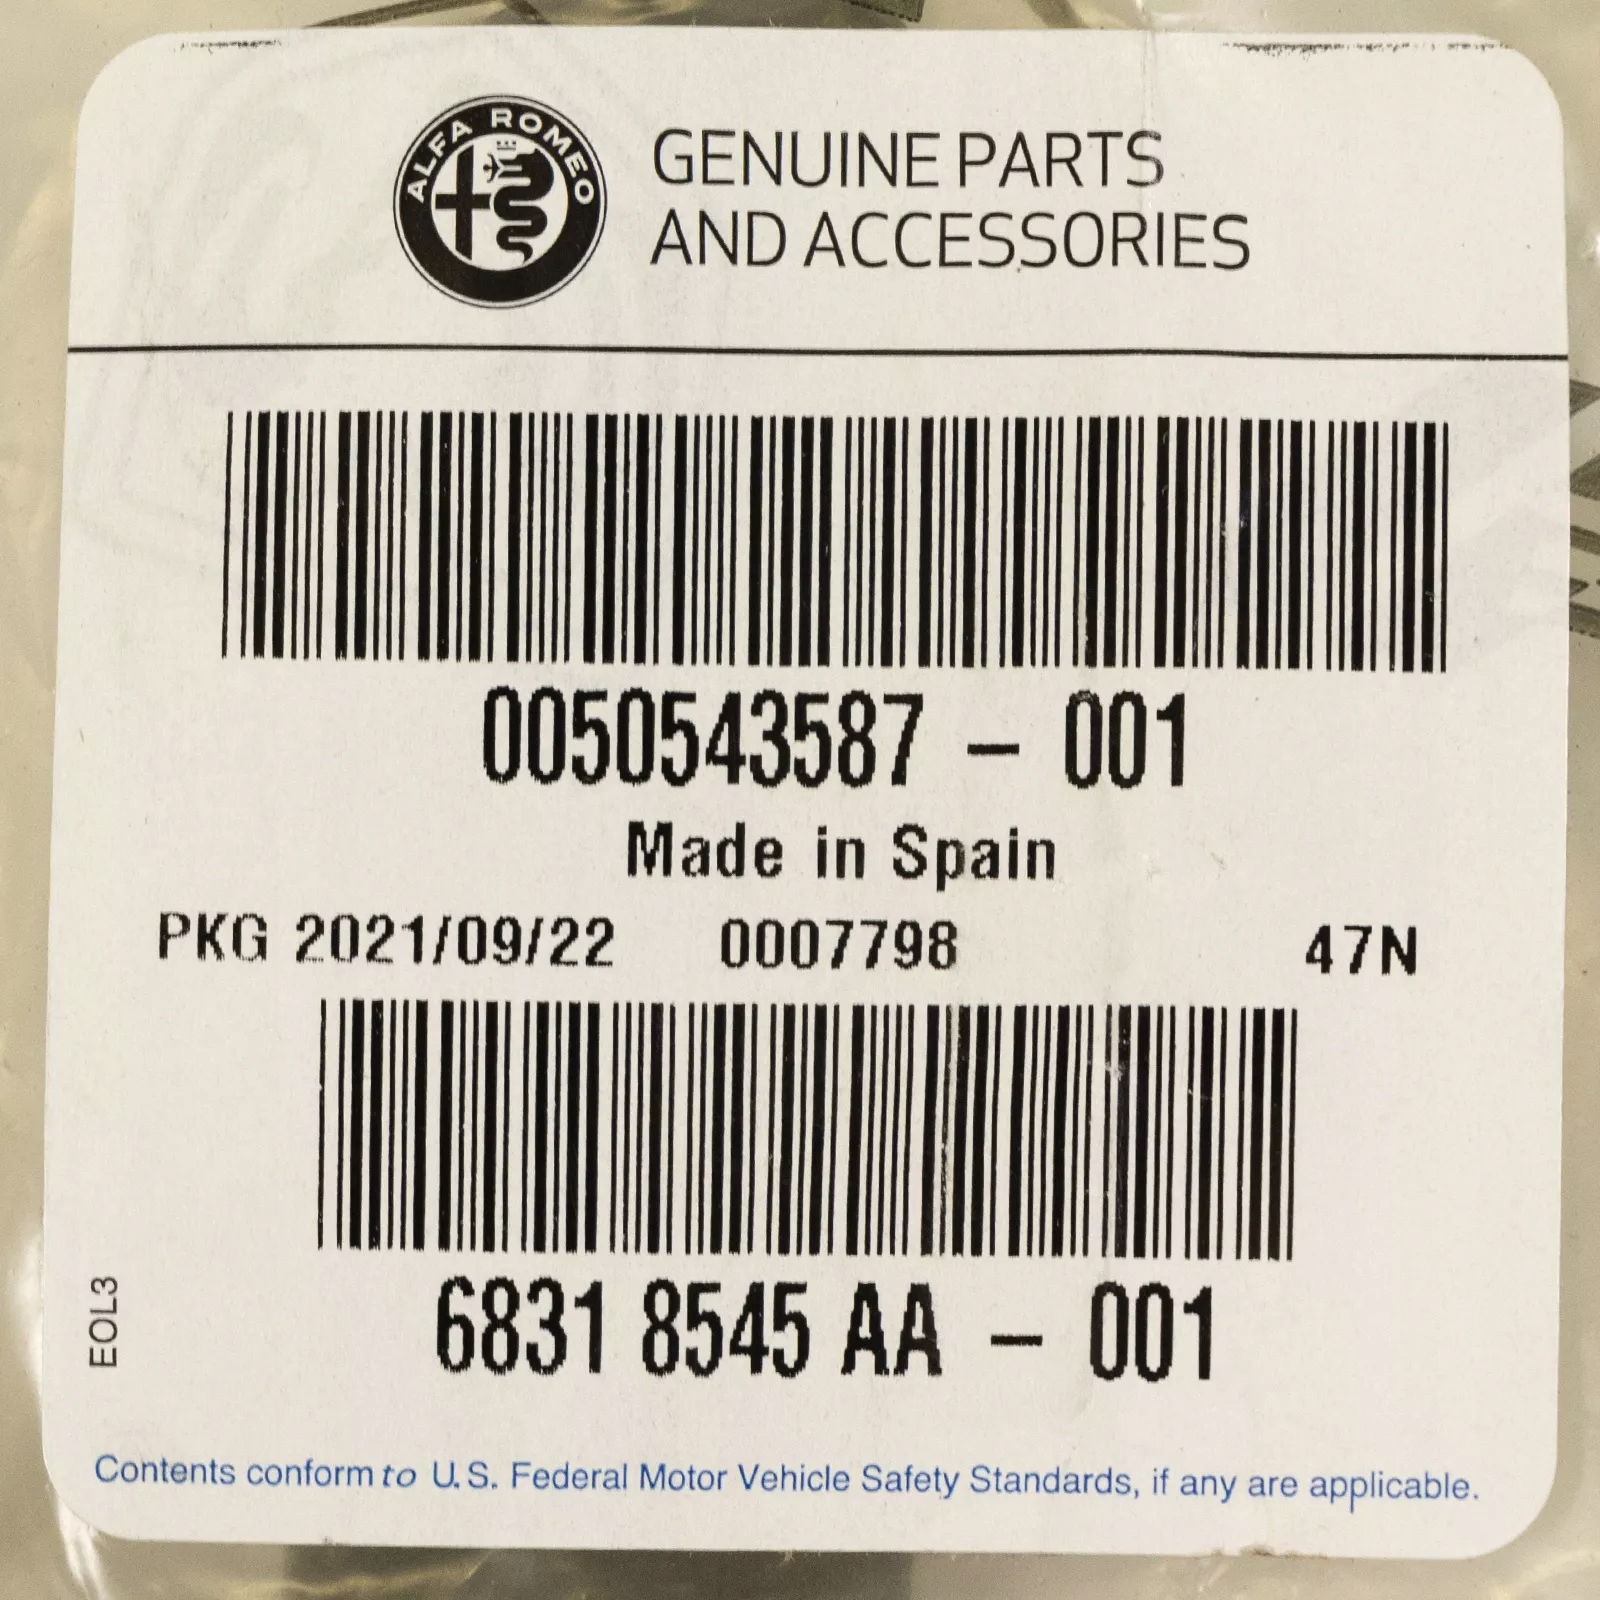 ALFA ROMEO
GENUINE PARTS
AND ACCESSORIES
0050543587 - 001
Made in Spain
PKG 2021/09/22 0007798 47N
6831 8545 AA - 001
EOL3
Contents conform to U.S. Federal Motor Vehicle Safety Standards, if any are applicable.